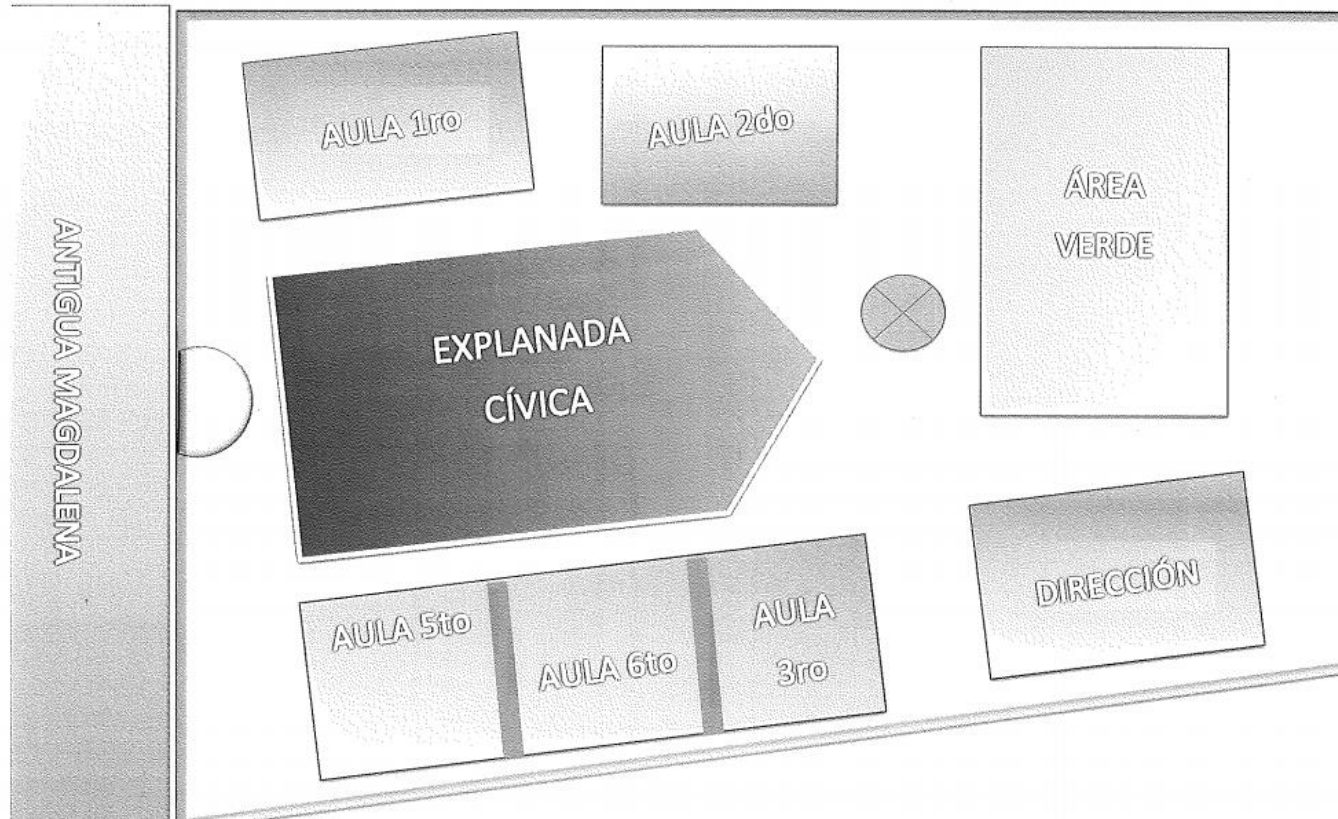 AULA 1ro
AULA 2do
ÁREA
VERDE
ANTIGUA MAGDALENA
EXPLANADA
CÍVICA
AULA 5to
AULA 6to
AULA
3ro
DIRECCIÓN